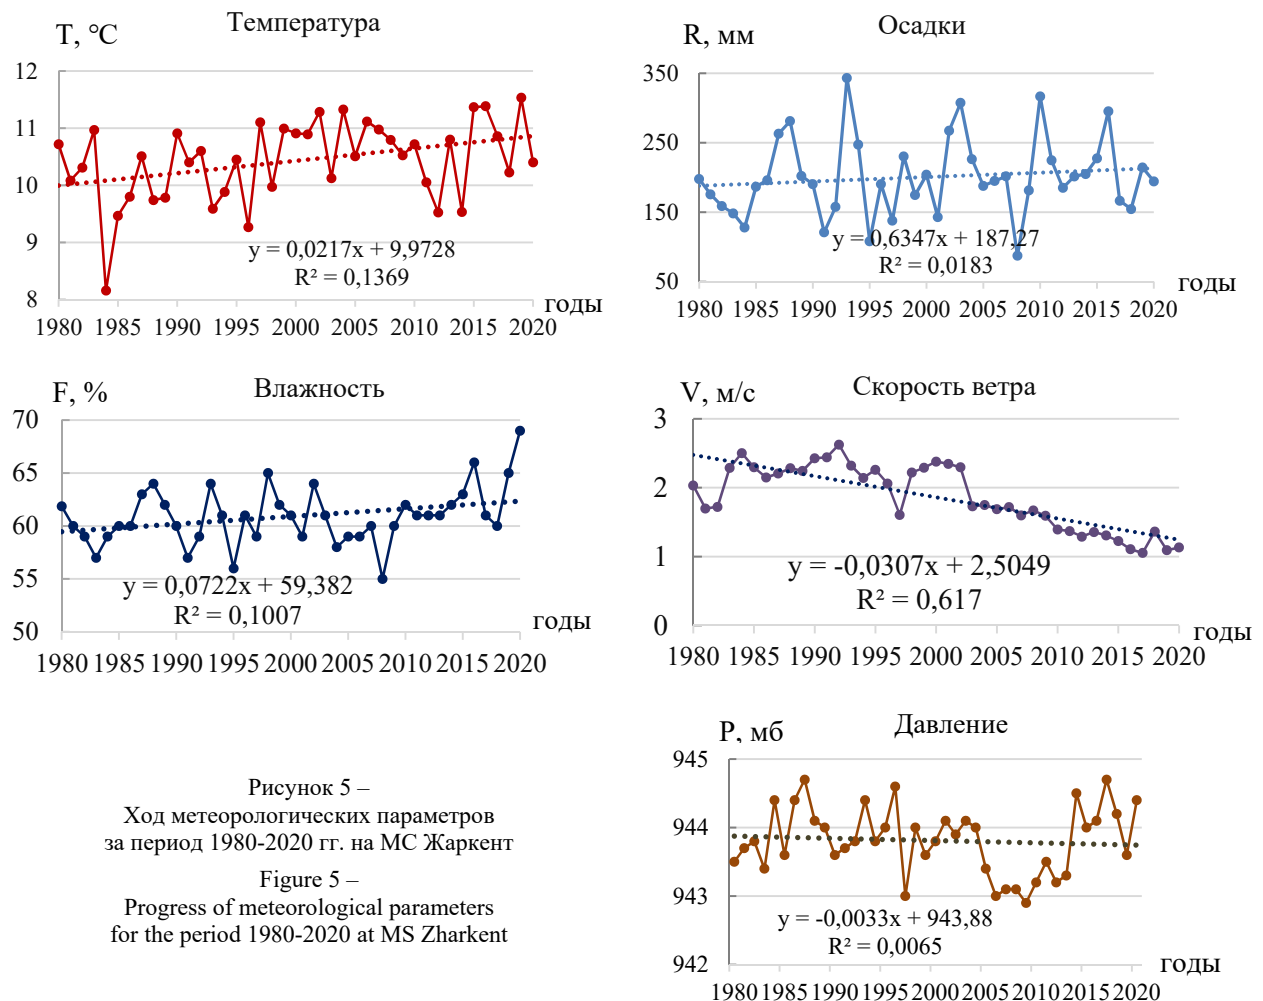 Температура
T, °C
12
11
10
9
8
y = 0,0217x + 9,9728
R² = 0,1369
годы
1980 1985 1990 1995 2000 2005 2010 2015 2020
Осадки
R, мм
350
250
150
50
y = 0,6347x + 187,27
R² = 0,0183
годы
1980 1985 1990 1995 2000 2005 2010 2015 2020
Влажность
F, %
70
65
60
55
50
y = 0,0722x + 59,382
R² = 0,1007
годы
1980 1985 1990 1995 2000 2005 2010 2015 2020
Скорость ветра
V, м/с
3
2
1
0
y = -0,0307x + 2,5049
R² = 0,617
годы
1980 1985 1990 1995 2000 2005 2010 2015 2020
Рисунок 5 –
Ход метеорологических параметров
за период 1980-2020 гг. на МС Жаркент
Figure 5 –
Progress of meteorological parameters
for the period 1980-2020 at MS Zharkent
Давление
P, мб
945
944
943
942
y = -0,0033x + 943,88
R² = 0,0065
годы
1980 1985 1990 1995 2000 2005 2010 2015 2020